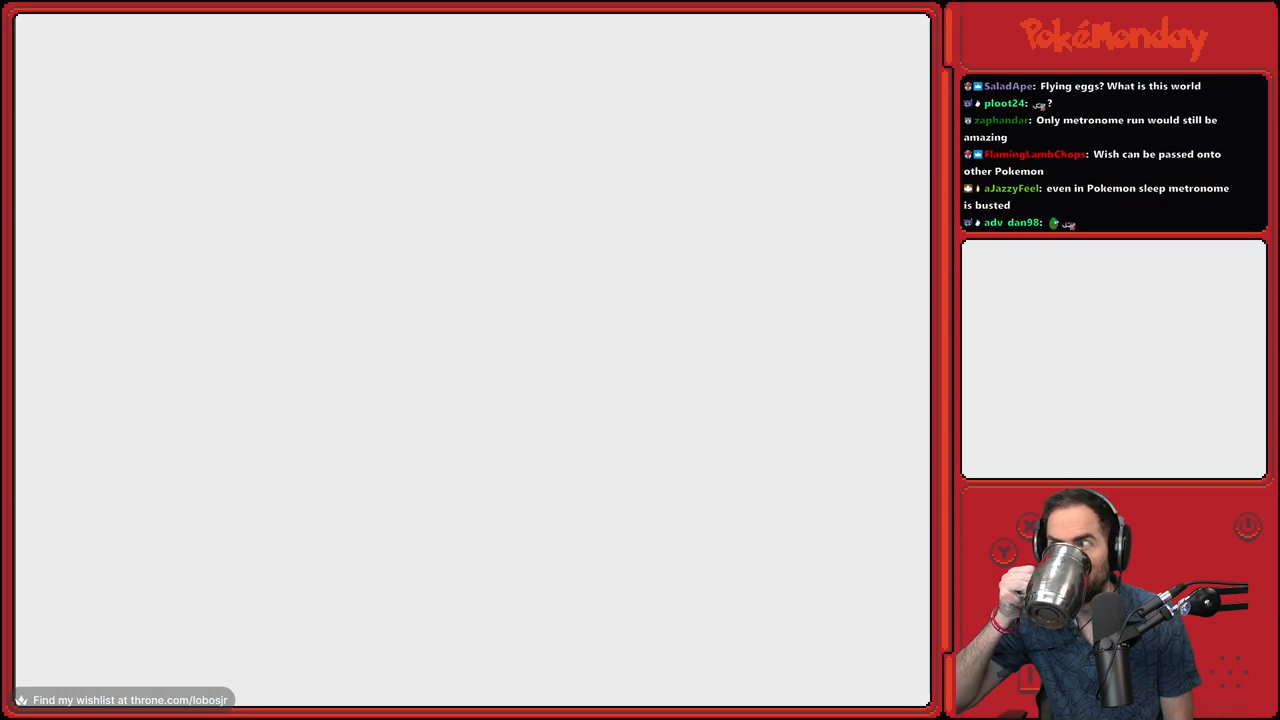 PokéMonday
SaladApe: Flying eggs? What is this world
ploot24: ?
zaphandar: Only metronome run would still be
amazing
FlamingLambChops: Wish can be passed onto
other Pokemon
aJazzyFeel: even in Pokemon sleep metronome
is busted
adv_dan98:
X
Y
Find my wishlist at throne.com/lobosjr